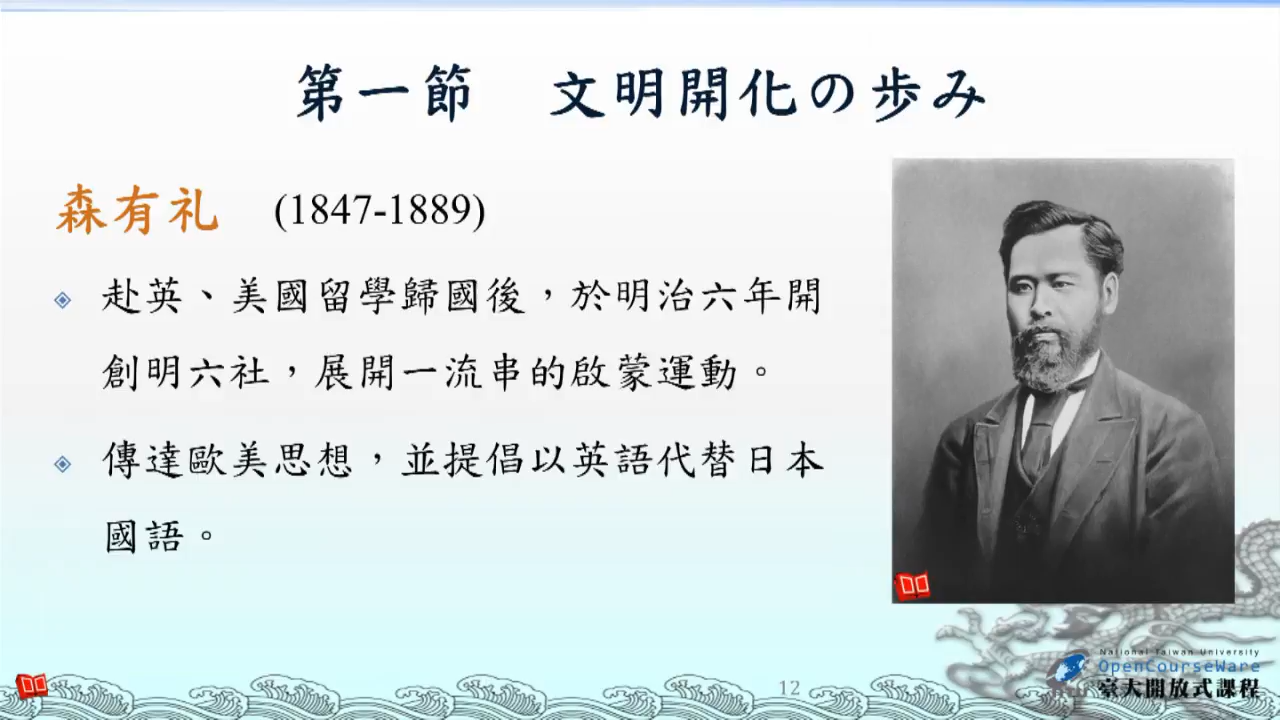 第一節　文明開化の歩み
森有礼　(1847-1889)
赴英、美國留學歸國後，於明治六年開
創明六社，展開一流串的啟蒙運動。
傳達歐美思想，並提倡以英語代替日本
國語。
12
National Taiwan University
OpenCourseWare
臺大開放式課程